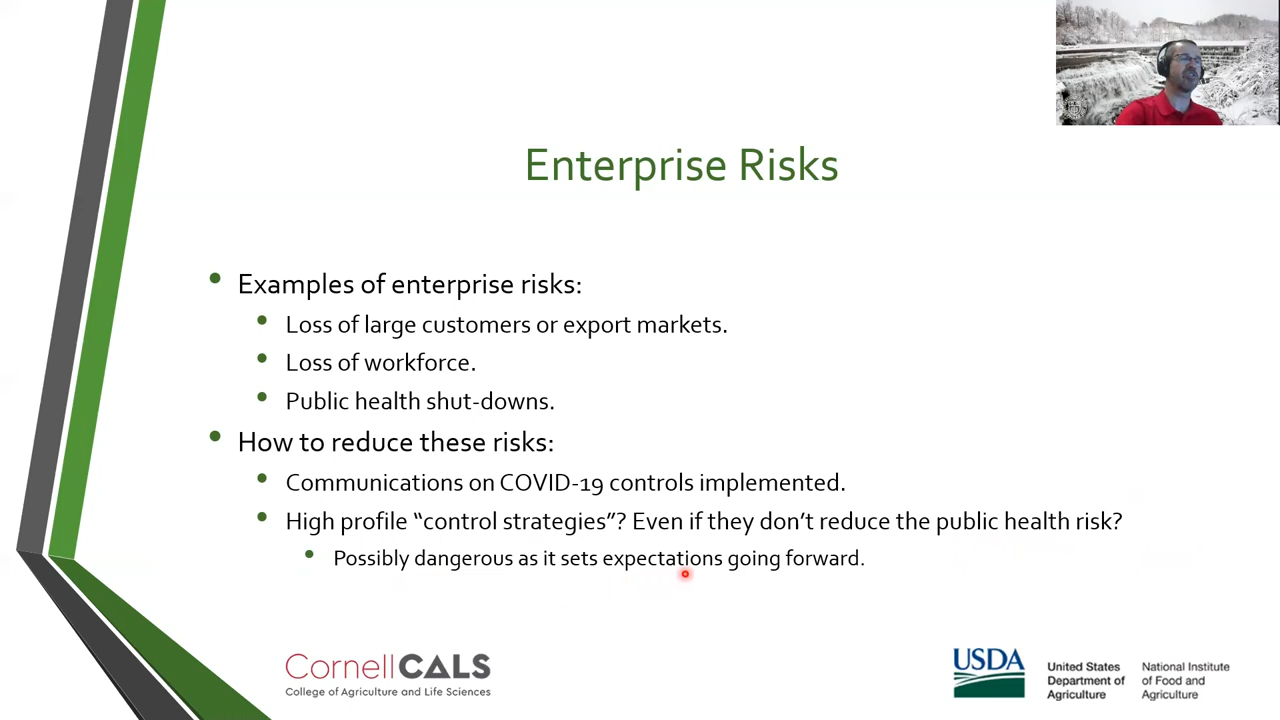 Enterprise Risks
• Examples of enterprise risks:
• Loss of large customers or export markets.
• Loss of workforce.
• Public health shut-downs.
• How to reduce these risks:
• Communications on COVID-19 controls implemented.
• High profile “control strategies”? Even if they don’t reduce the public health risk?
• Possibly dangerous as it sets expectations going forward.
CornellCALS
College of Agriculture and Life Sciences
USDA
United States
Department of
Agriculture
National Institute
of Food and
Agriculture